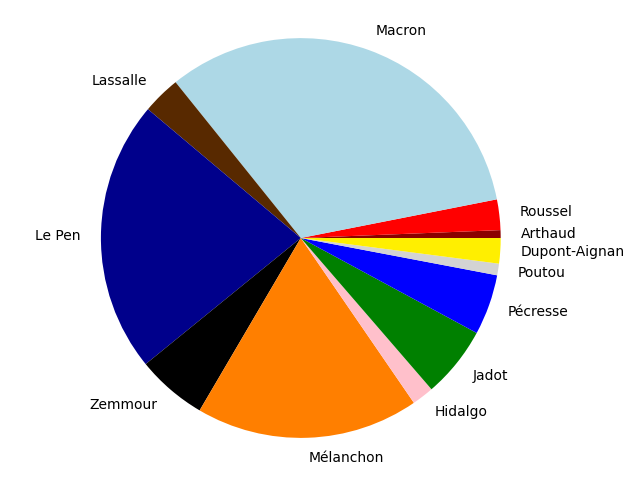 Macron
Lassalle
Roussel
Arthaud
Le Pen
Dupont-Aignan
Poutou
Pécresse
Jadot
Zemmour
Hidalgo
Mélanchon